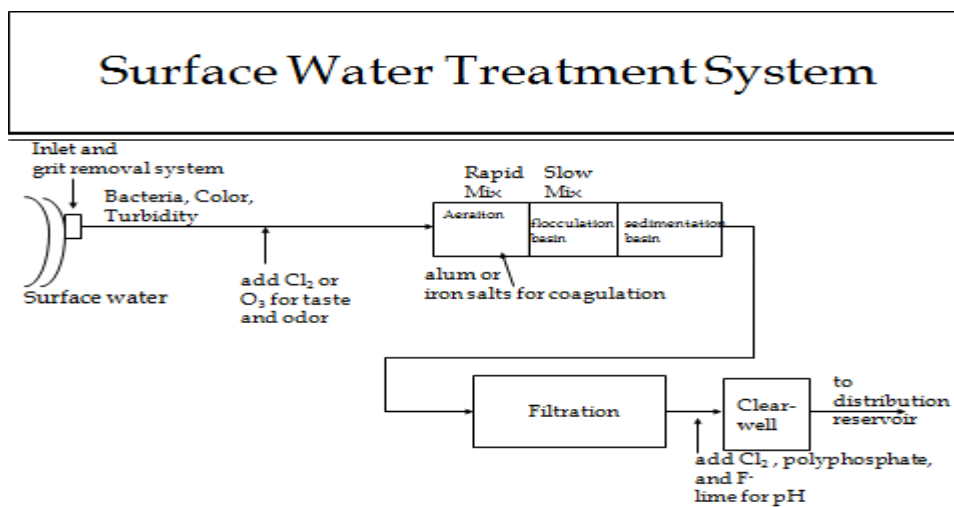 Surface Water Treatment System
Inlet and
grit removal system
Bacteria, Color,
Turbidity
Surface water
add Cl₂ or
O₃ for taste
and odor
Rapid
Mix
Slow
Mix
Aeraiton
flocculation
basin
sedimentation
basin
alum or
iron salts for coagulation
Filtration
Clear-
well
to
distribution
reservoir
add Cl₂ , polyphosphate,
and F-
lime for pH